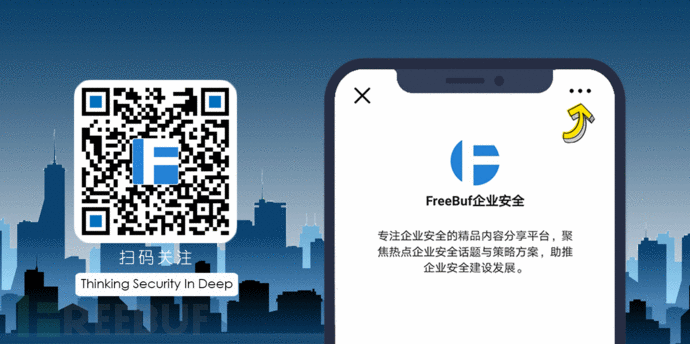 扫码关注
Thinking Security In Deep
FREEBUF
FreeBuf企业安全
专注企业安全的精品内容分享平台，聚
焦热点企业安全话题与策略方案，助推
企业安全建设发展。